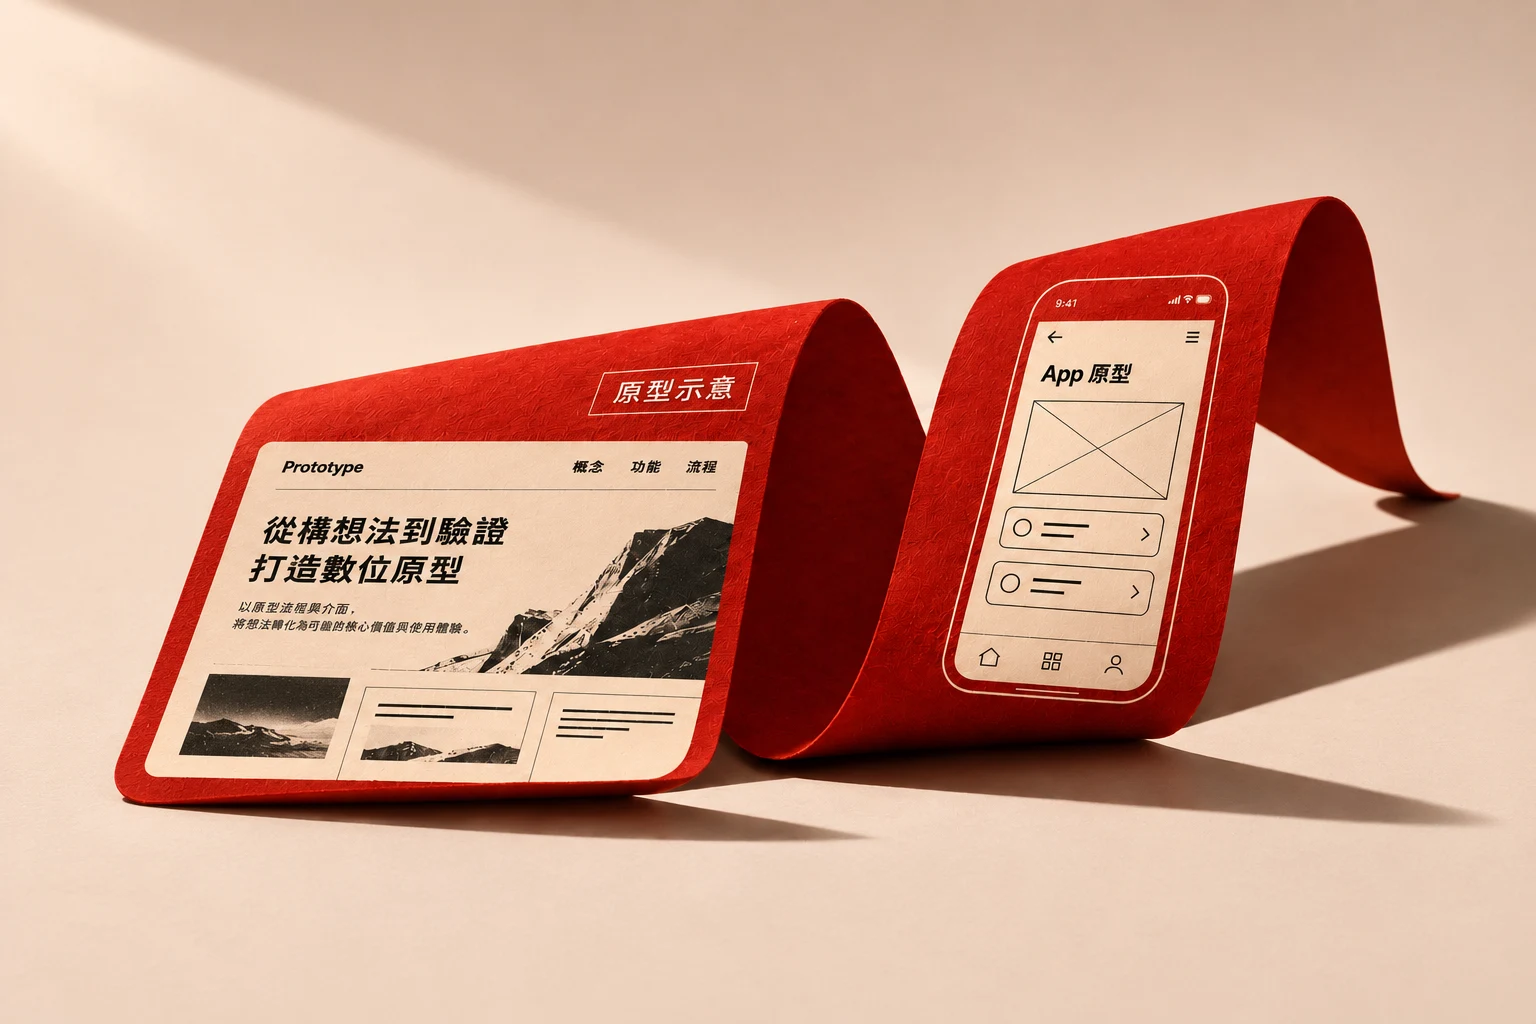 原型示意
Prototype 概念 功能 流程
從構想法到驗證
打造數位原型
以原型流程與介面，
將想法轉化為可能的核心價值與使用體驗。
9:41
App 原型